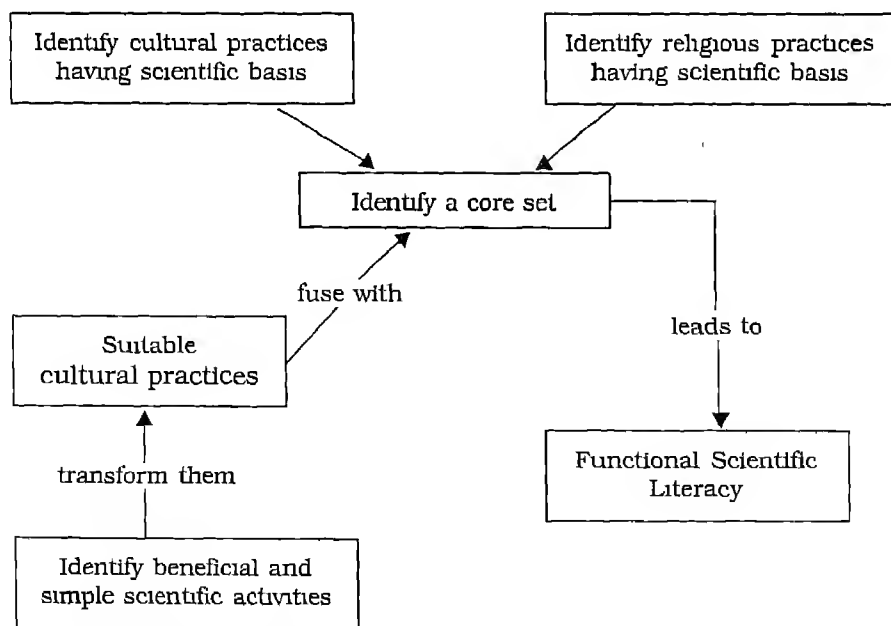 Identify cultural practices
having scientific basis
Identify religious practices
having scientific basis
Identify a core set
fuse with
Suitable
cultural practices
leads to
transform them
Functional Scientific
Literacy
Identify beneficial and
simple scientific activities